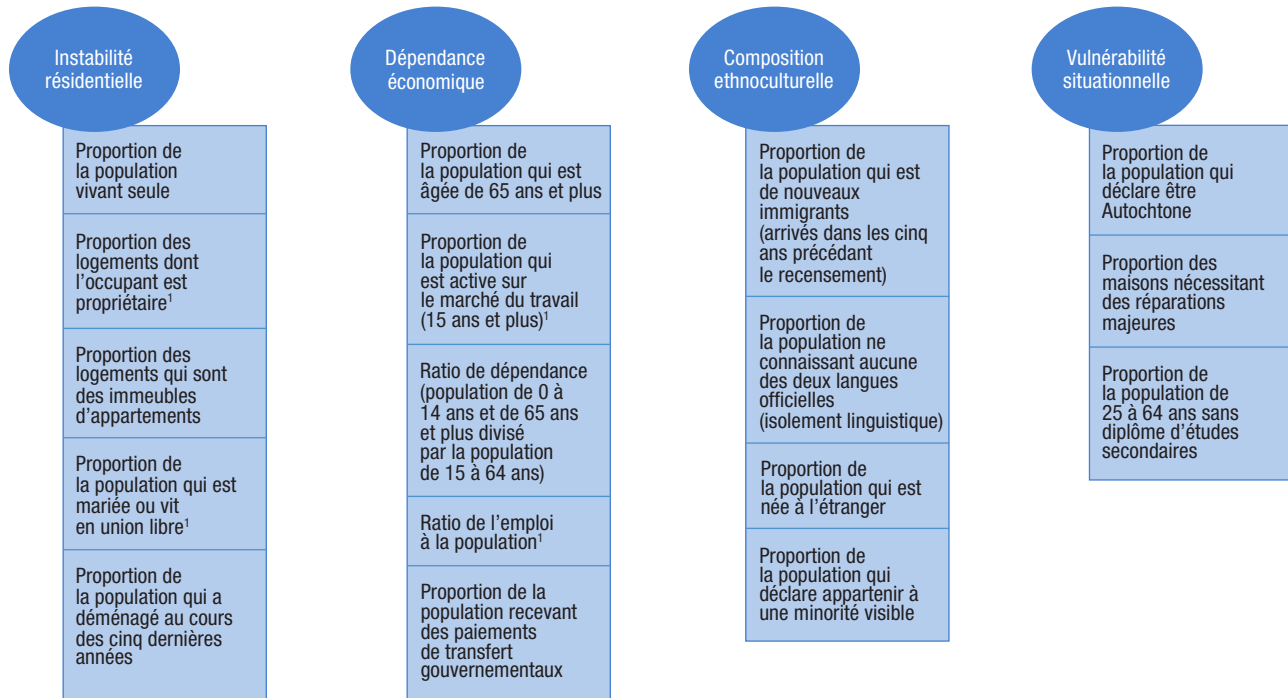 Instabilité
résidentielle
Proportion de
la population
vivant seule
Proportion des
logements dont
l’occupant est
propriétaire¹
Proportion des
logements qui sont
des immeubles
d’appartements
Proportion de
la population qui est
mariée ou vit
en union libre¹
Proportion de
la population qui a
déménagé au cours
des cinq dernières
années
Dépendance
économique
Proportion de
la population qui est
âgée de 65 ans et plus
Proportion de
la population qui
est active sur
le marché du travail
(15 ans et plus)¹
Ratio de dépendance
(population de 0 à
14 ans et de 65 ans
et plus divisé
par la population
de 15 à 64 ans)
Ratio de l’emploi
à la population¹
Proportion de la
population recevant
des paiements
de transfert
gouvernementaux
Composition
ethnoculturelle
Proportion de
la population qui est
de nouveaux
immigrants
(arrivés dans les cinq
ans précédant
le recensement)
Proportion de
la population ne
connaissant aucune
des deux langues
officielles
(isolement linguistique)
Proportion de
la population qui est
née à l’étranger
Proportion de
la population qui
déclare appartenir à
une minorité visible
Vulnérabilité
situationnelle
Proportion de
la population qui
déclare être
Autochtone
Proportion des
maisons nécessitant
des réparations
majeures
Proportion de
la population de
25 à 64 ans sans
diplôme d’études
secondaires